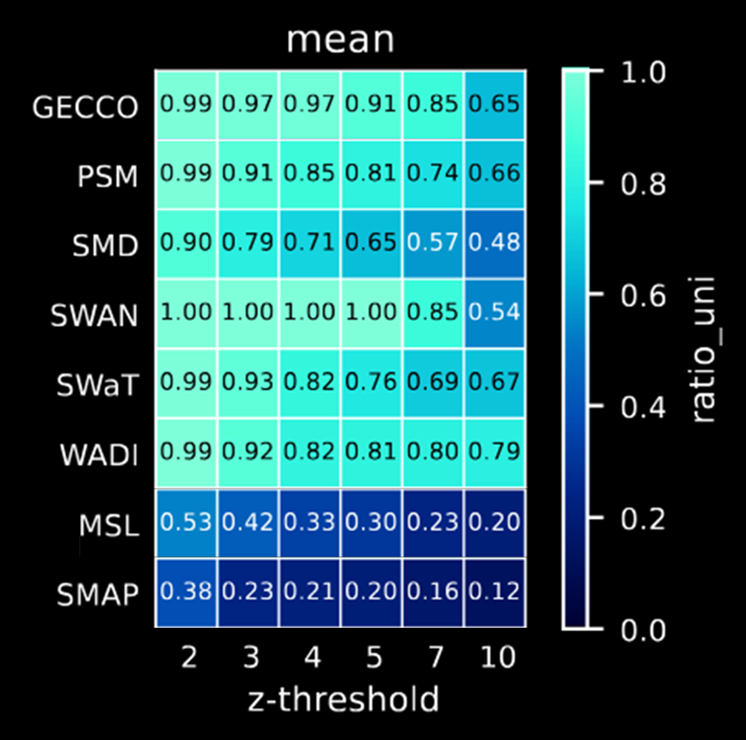 mean
GECCO 0.99 0.97 0.97 0.91 0.85 0.65
PSM 0.99 0.91 0.85 0.81 0.74 0.66
SMD 0.90 0.79 0.71 0.65 0.57 0.48
SWAN 1.00 1.00 1.00 1.00 0.85 0.54
SWaT 0.99 0.93 0.82 0.76 0.69 0.67
WADI 0.99 0.92 0.82 0.81 0.80 0.79
MSL 0.53 0.42 0.33 0.30 0.23 0.20
SMAP 0.38 0.23 0.21 0.20 0.16 0.12
2 3 4 5 7 10
z-threshold
1.0
0.8
0.6
0.4
0.2
0.0
ratio_uni